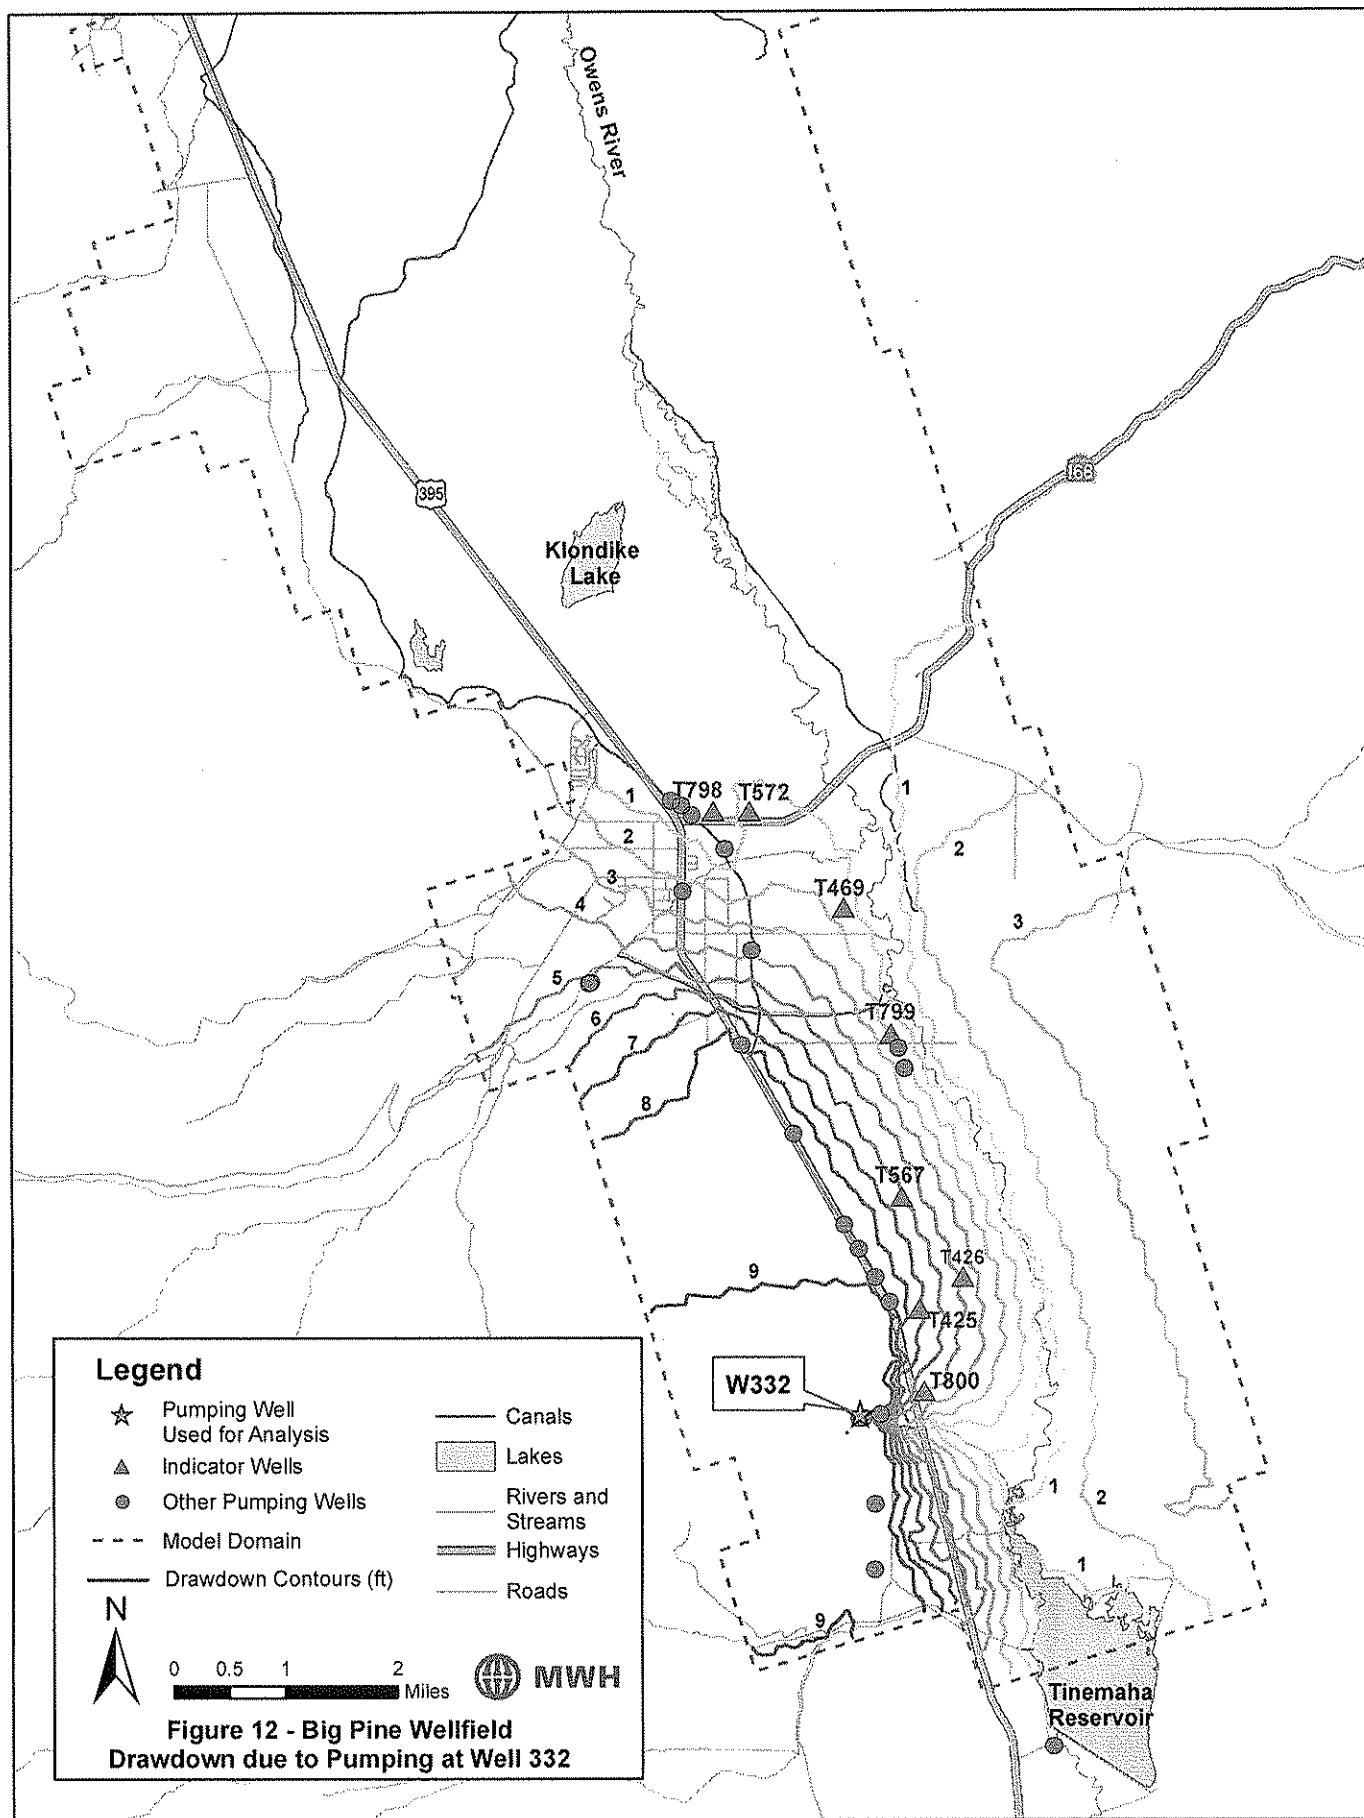 Owens River
168
395
Klondike
Lake
T798
T572
1
1
2
2
3
T469
4
3
5
T799
6
7
8
T567
T426
9
T425
T800
W332
1
2
1
9
Tinemaha
Reservoir
Legend
Pumping Well
Used for Analysis
Indicator Wells
Other Pumping Wells
Model Domain
Drawdown Contours (ft)
Canals
Lakes
Rivers and
Streams
Highways
Roads
N
0 0.5 1 2
Miles
MWH
Figure 12 - Big Pine Wellfield
Drawdown due to Pumping at Well 332